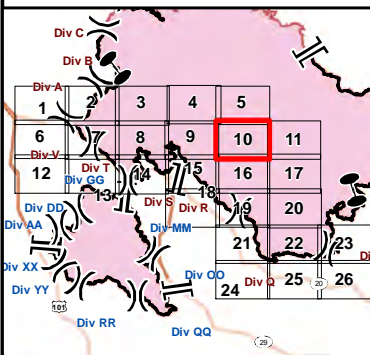 Div C
Div B
Div A
1 2 3 4 5
6 7 8 9 10 11
Div V
12 Div T 14 15 16 17
Div GG
13 Div S Div R 18 19 20
Div DD
Div AA
Div MM
21 22 23
Div XX
Div OO
Div Q
24 25 20 26
Div YY
101
Div RR
Div QQ
29